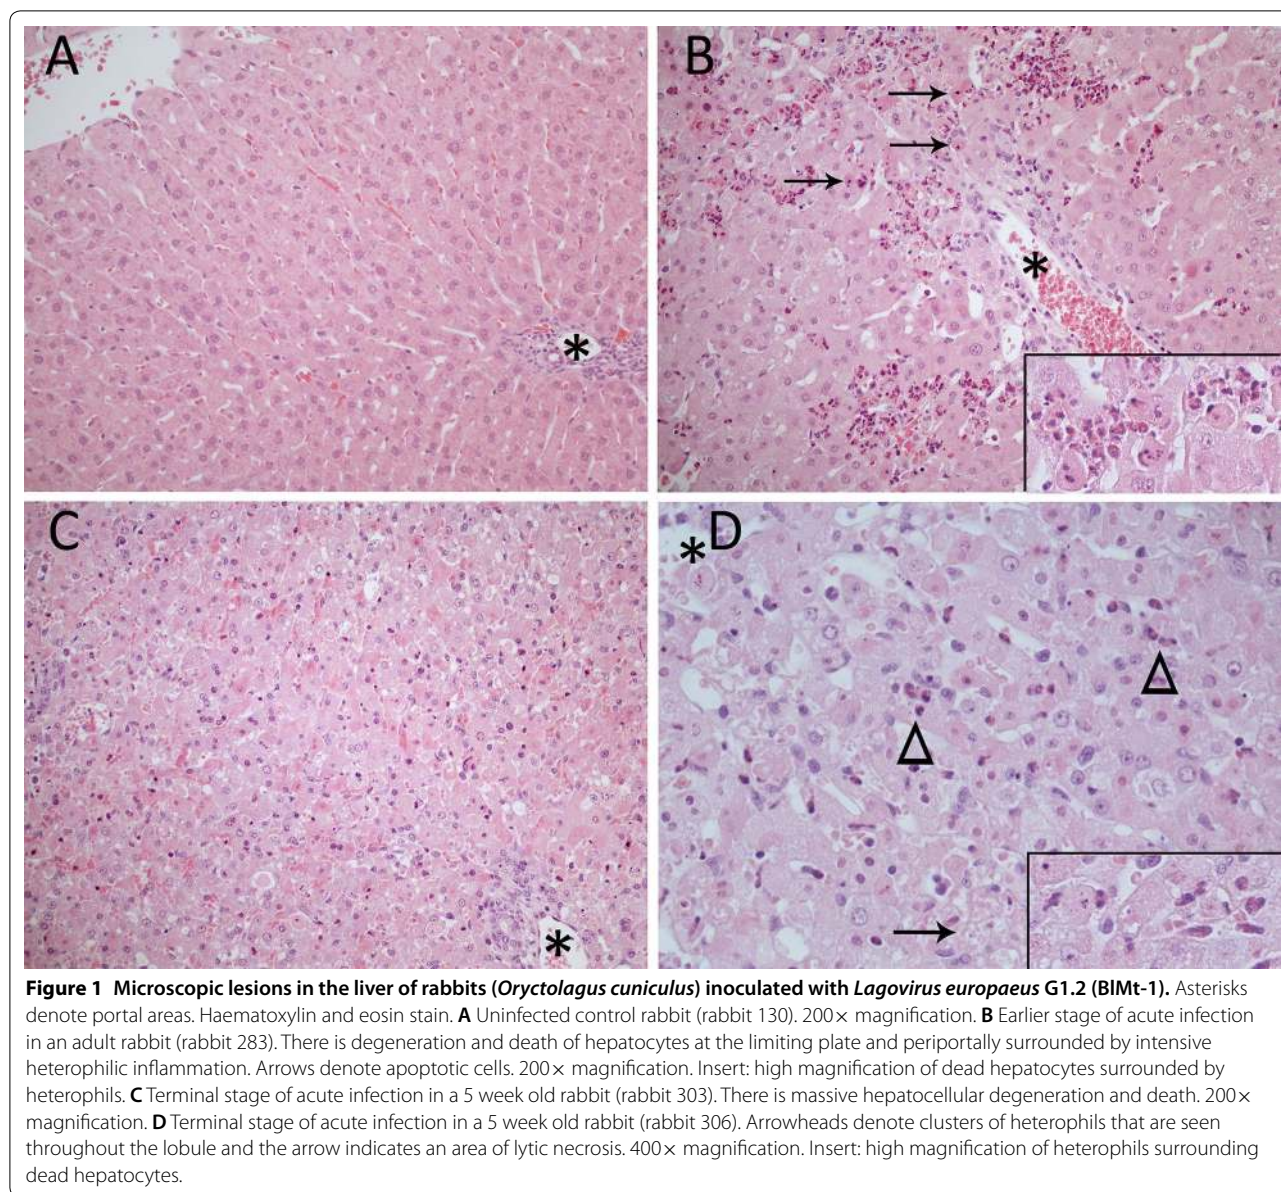 A
B
*
*
C
D
*
*
Figure 1 Microscopic lesions in the liver of rabbits (Oryctolagus cuniculus) inoculated with Lagovirus europaeus G1.2 (BlMt-1). Asterisks
denote portal areas. Haematoxylin and eosin stain. A Uninfected control rabbit (rabbit 130). 200× magnification. B Earlier stage of acute infection
in an adult rabbit (rabbit 283). There is degeneration and death of hepatocytes at the limiting plate and periportally surrounded by intensive
heterophilic inflammation. Arrows denote apoptotic cells. 200× magnification. Insert: high magnification of dead hepatocytes surrounded by
heterophils. C Terminal stage of acute infection in a 5 week old rabbit (rabbit 303). There is massive hepatocellular degeneration and death. 200×
magnification. D Terminal stage of acute infection in a 5 week old rabbit (rabbit 306). Arrowheads denote clusters of heterophils that are seen
throughout the lobule and the arrow indicates an area of lytic necrosis. 400× magnification. Insert: high magnification of heterophils surrounding
dead hepatocytes.